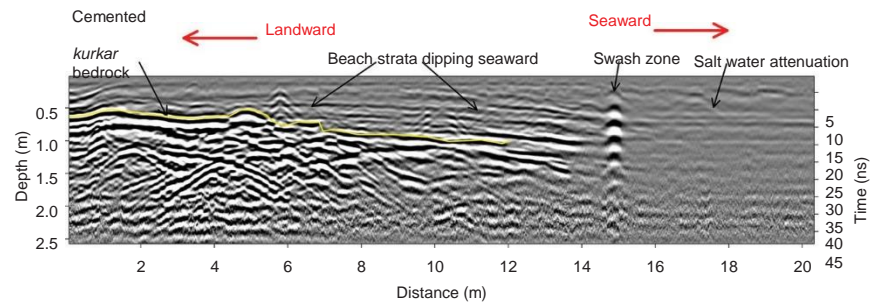 Cemented
kurkar
bedrock
Landward
Seaward
Beach strata dipping seaward
Swash zone
Salt water attenuation
Depth (m)
0.5
1.0
1.5
2.0
2.5
5
10
15
20
25
30
35
40
45
Time (ns)
2 4 6 8 10 12 14 16 18 20
Distance (m)